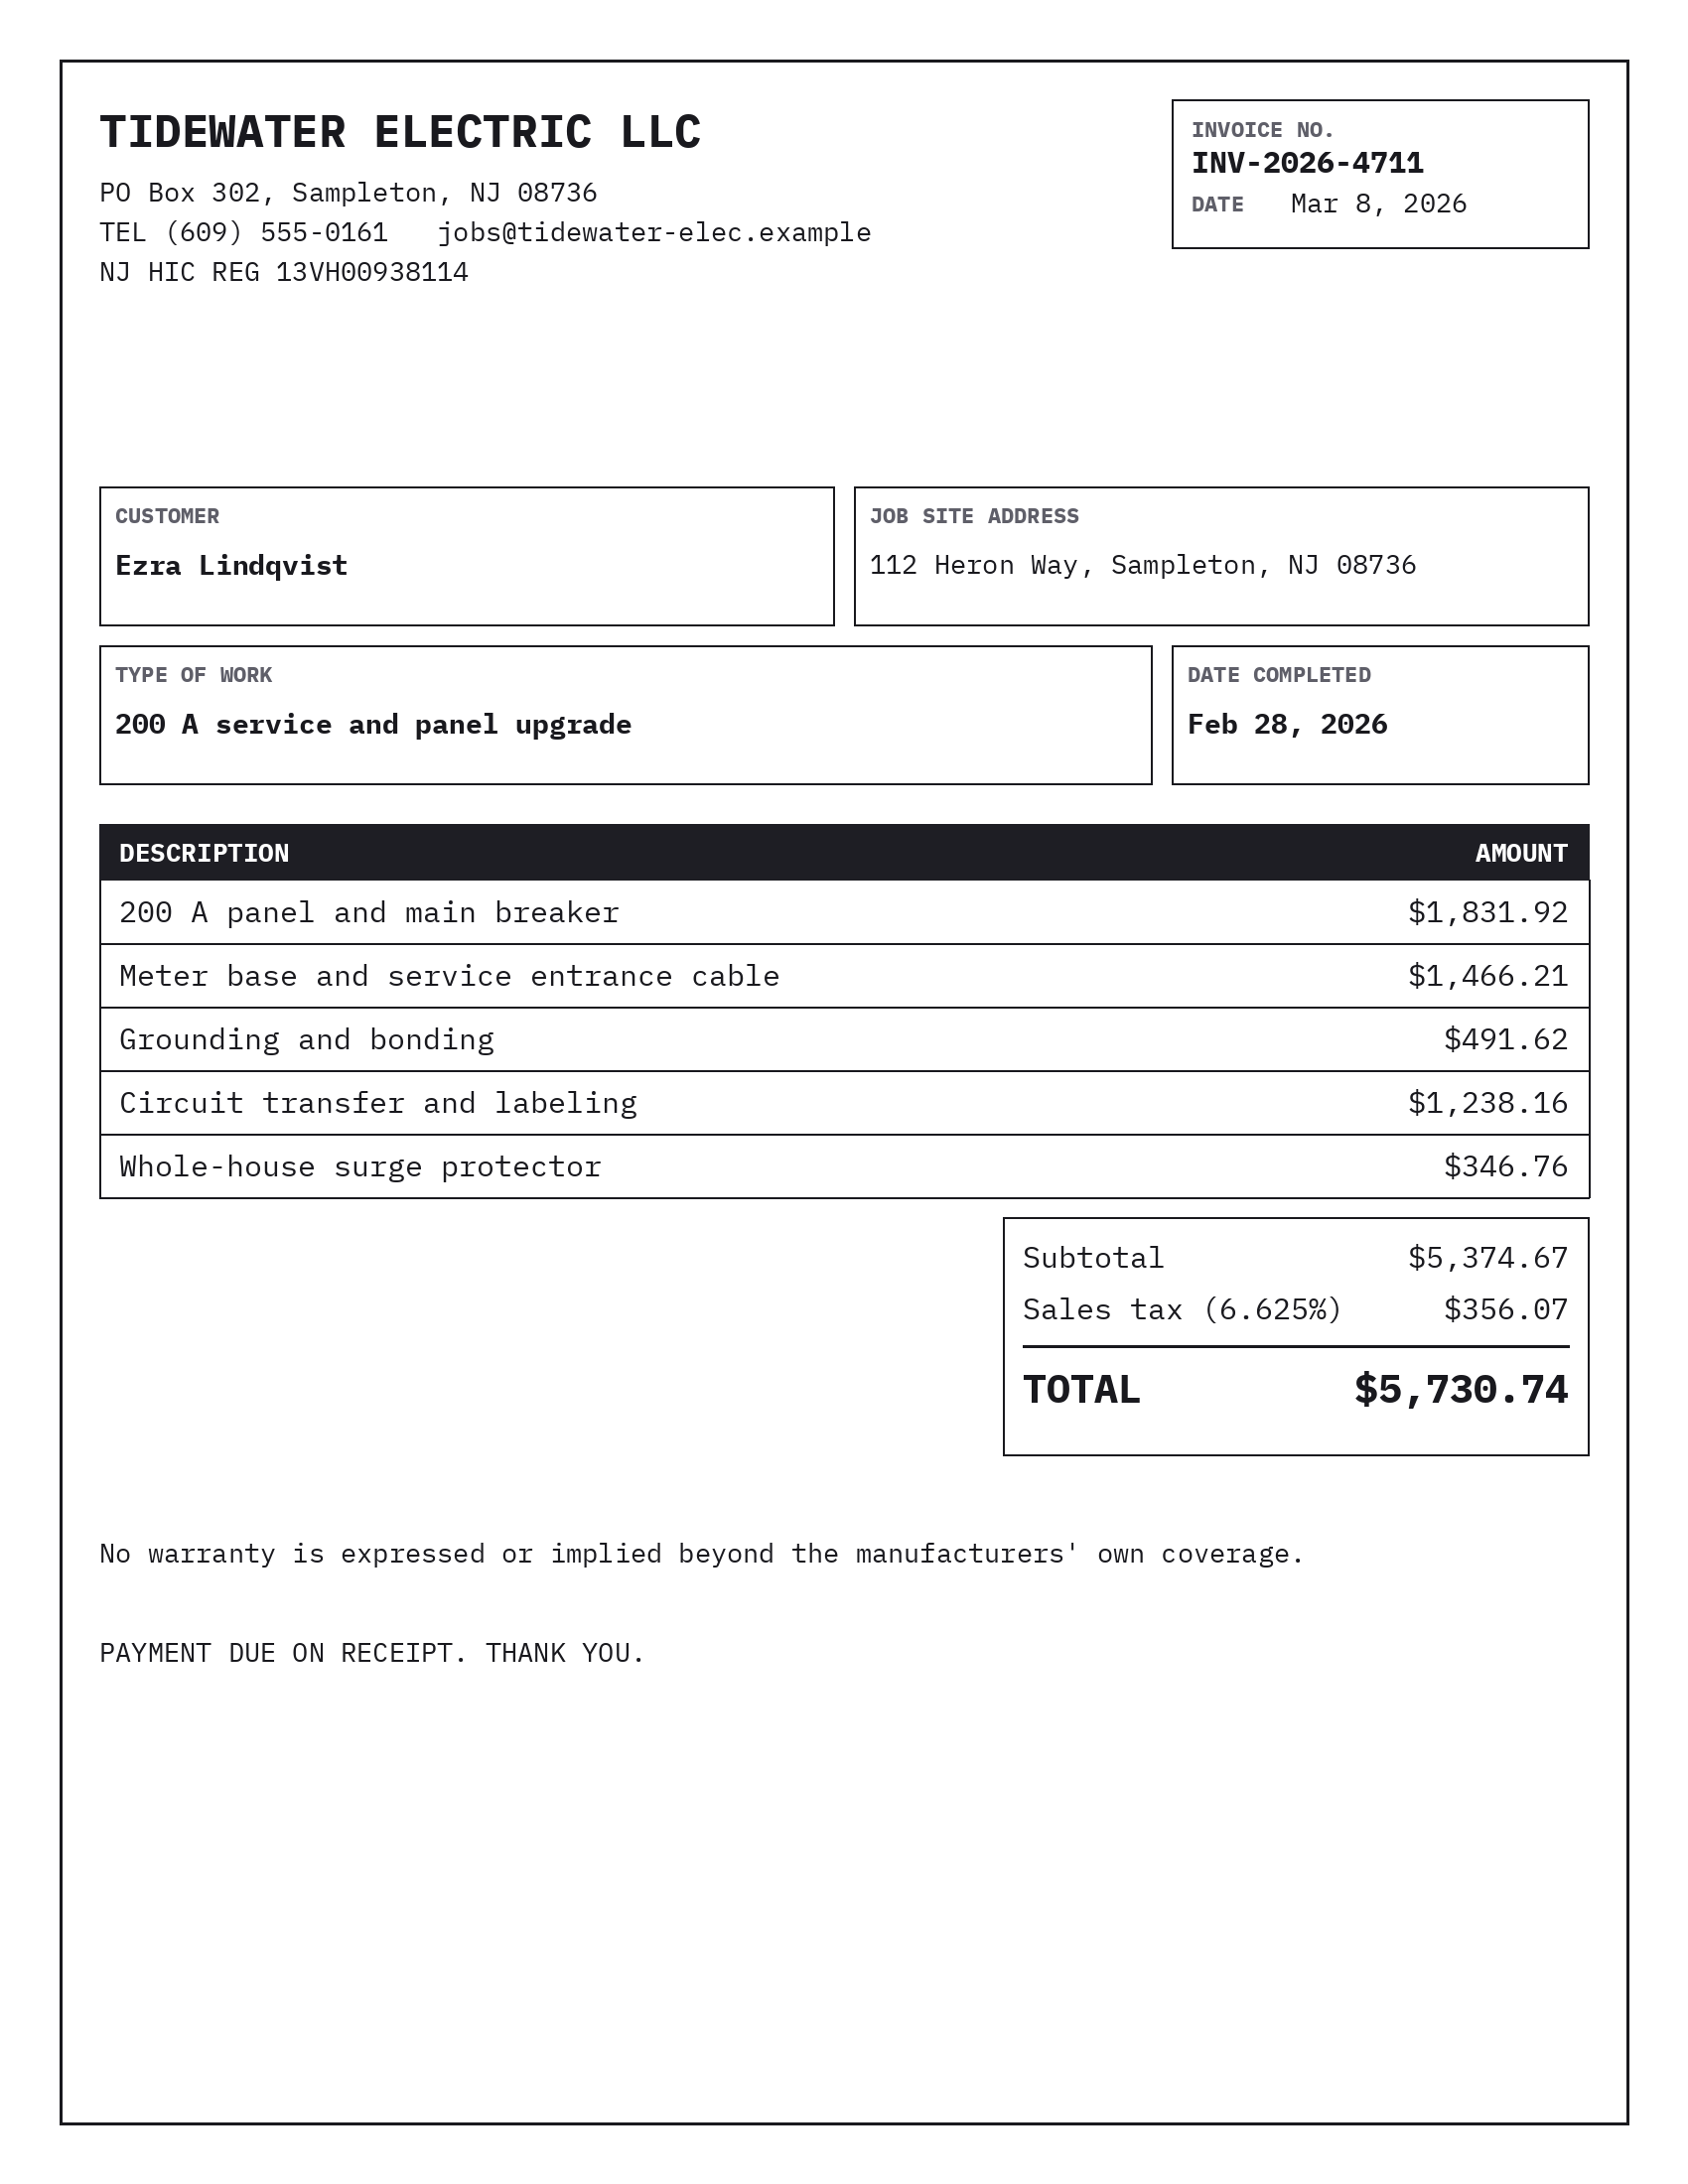 TIDEWATER ELECTRIC LLC
PO Box 302, Sampleton, NJ 08736
TEL (609) 555-0161 jobs@tidewater-elec.example
NJ HIC REG 13VH00938114
INVOICE NO.
INV-2026-4711
DATE Mar 8, 2026
CUSTOMER
Ezra Lindqvist
JOB SITE ADDRESS
112 Heron Way, Sampleton, NJ 08736
TYPE OF WORK
200 A service and panel upgrade
DATE COMPLETED
Feb 28, 2026
DESCRIPTION AMOUNT
200 A panel and main breaker $1,831.92
Meter base and service entrance cable $1,466.21
Grounding and bonding $491.62
Circuit transfer and labeling $1,238.16
Whole-house surge protector $346.76
Subtotal $5,374.67
Sales tax (6.625%) $356.07
TOTAL $5,730.74
No warranty is expressed or implied beyond the manufacturers' own coverage.
PAYMENT DUE ON RECEIPT. THANK YOU.